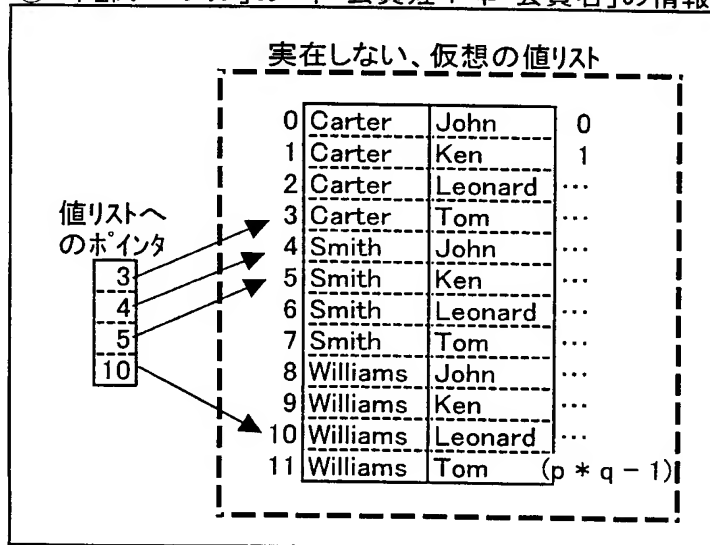 実在しない、仮想の値リスト
0 Carter John 0
1 Carter Ken 1
2 Carter Leonard …
3 Carter Tom …
4 Smith John …
5 Smith Ken …
6 Smith Leonard …
7 Smith Tom …
8 Williams John …
9 Williams Ken …
10 Williams Leonard …
11 Williams Tom (p * q − 1)
値リストへ
のポインタ
3
4
5
10